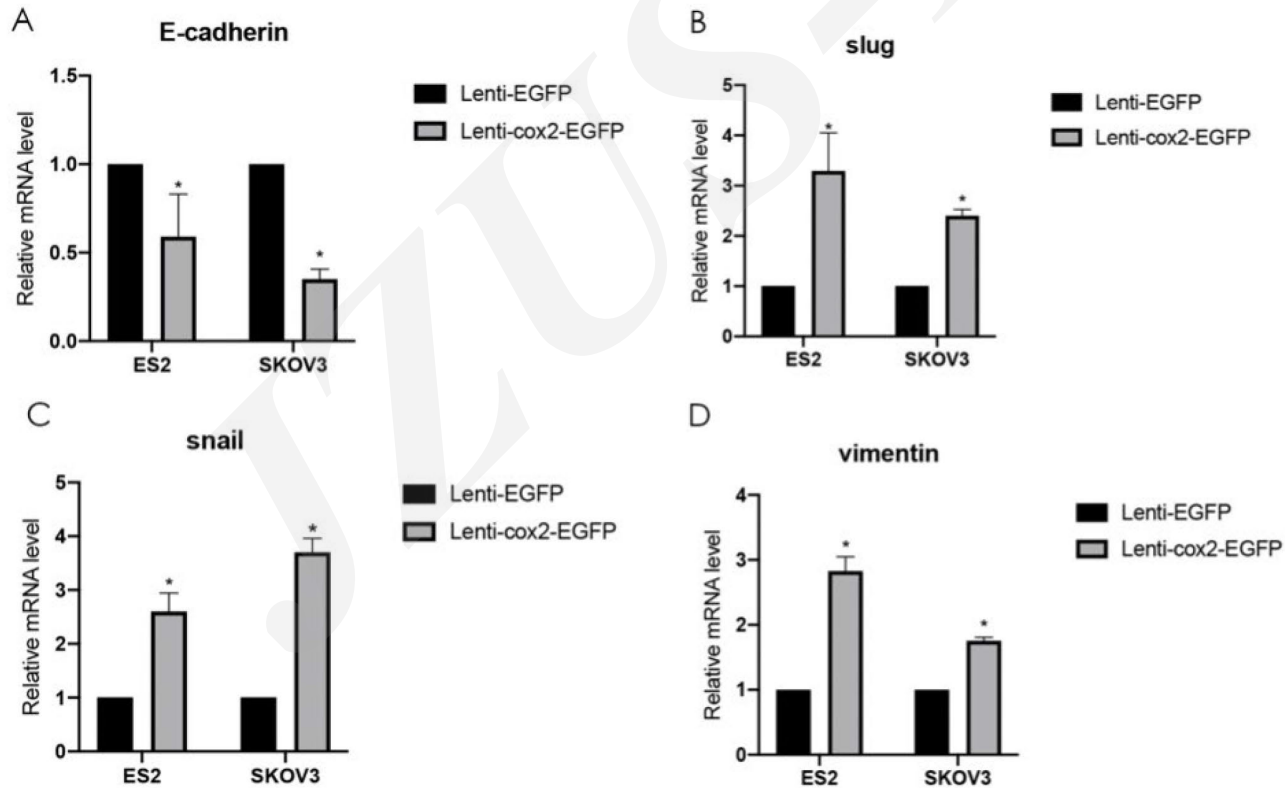 A
E-cadherin
Relative mRNA level
1.5
1.0
0.5
0.0
*
*
ES2
SKOV3
Lenti-EGFP
Lenti-cox2-EGFP
B
slug
Relative mRNA level
5
4
3
2
1
0
*
*
ES2
SKOV3
Lenti-EGFP
Lenti-cox2-EGFP
C
snail
Relative mRNA level
5
4
3
2
1
0
*
*
ES2
SKOV3
Lenti-EGFP
Lenti-cox2-EGFP
D
vimentin
Relative mRNA level
4
3
2
1
0
*
*
ES2
SKOV3
Lenti-EGFP
Lenti-cox2-EGFP
JZUS-